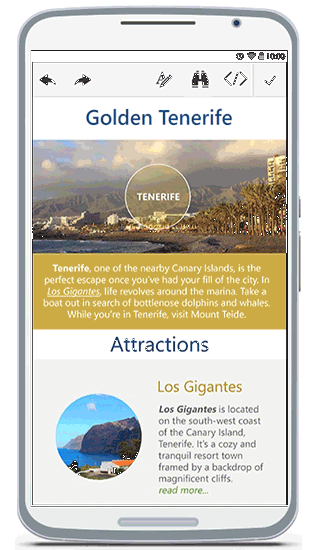 10:00
Golden Tenerife
TENERIFE
Tenerife, one of the nearby Canary Islands, is the
perfect escape once you've had your fill of the city. In
Los Gigantes, life revolves around the marina. Take a
boat out in search of bottlenose dolphins and whales.
While you're in Tenerife, visit Mount Teide.
Attractions
Los Gigantes
Los Gigantes is located
on the south-west coast
of the Canary Island,
Tenerife. It's a cozy and
tranquil resort town
framed by a backdrop of
magnificent cliffs.
read more...